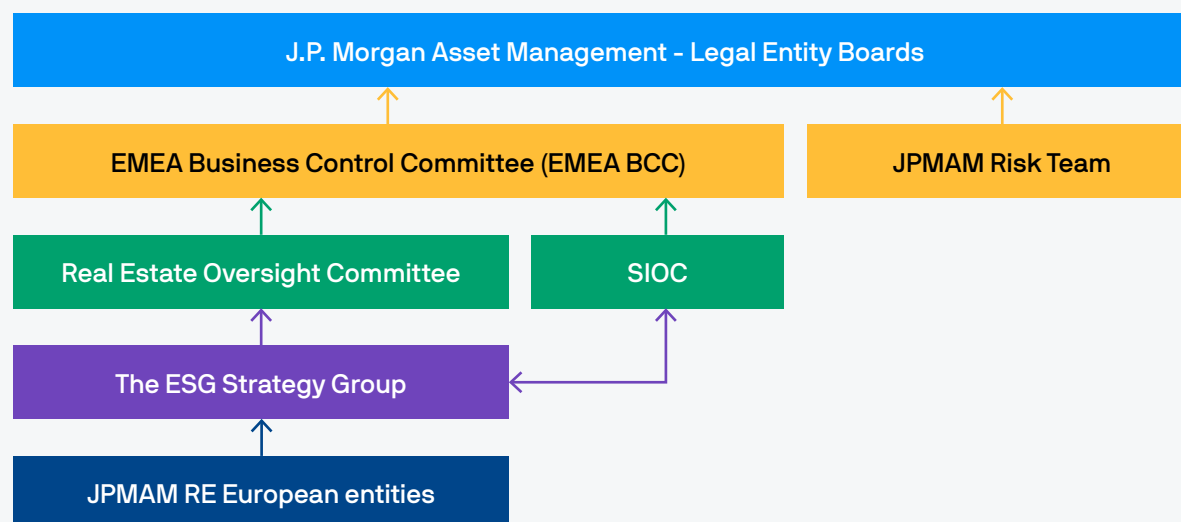 J.P. Morgan Asset Management - Legal Entity Boards
EMEA Business Control Committee (EMEA BCC)
JPMAM Risk Team
Real Estate Oversight Committee
SIOC
The ESG Strategy Group
JPMAM RE European entities